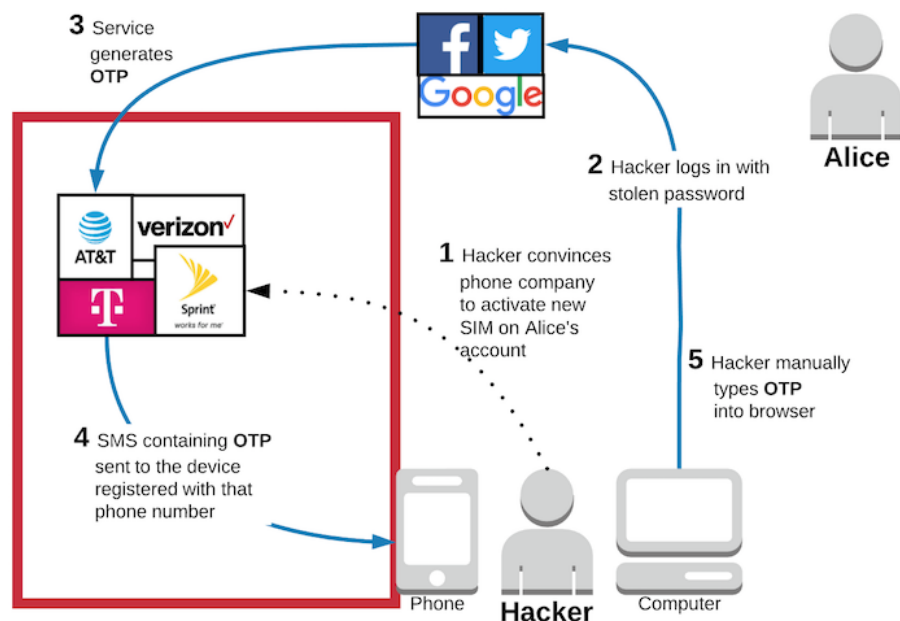 3 Service
generates
OTP
Google
Alice
2 Hacker logs in with
stolen password
AT&T
verizon✓
T
Sprint
works for me®
1 Hacker convinces
phone company
to activate new
SIM on Alice's
account
5 Hacker manually
types OTP
into browser
4 SMS containing OTP
sent to the device
registered with that
phone number
Phone
Hacker
Computer